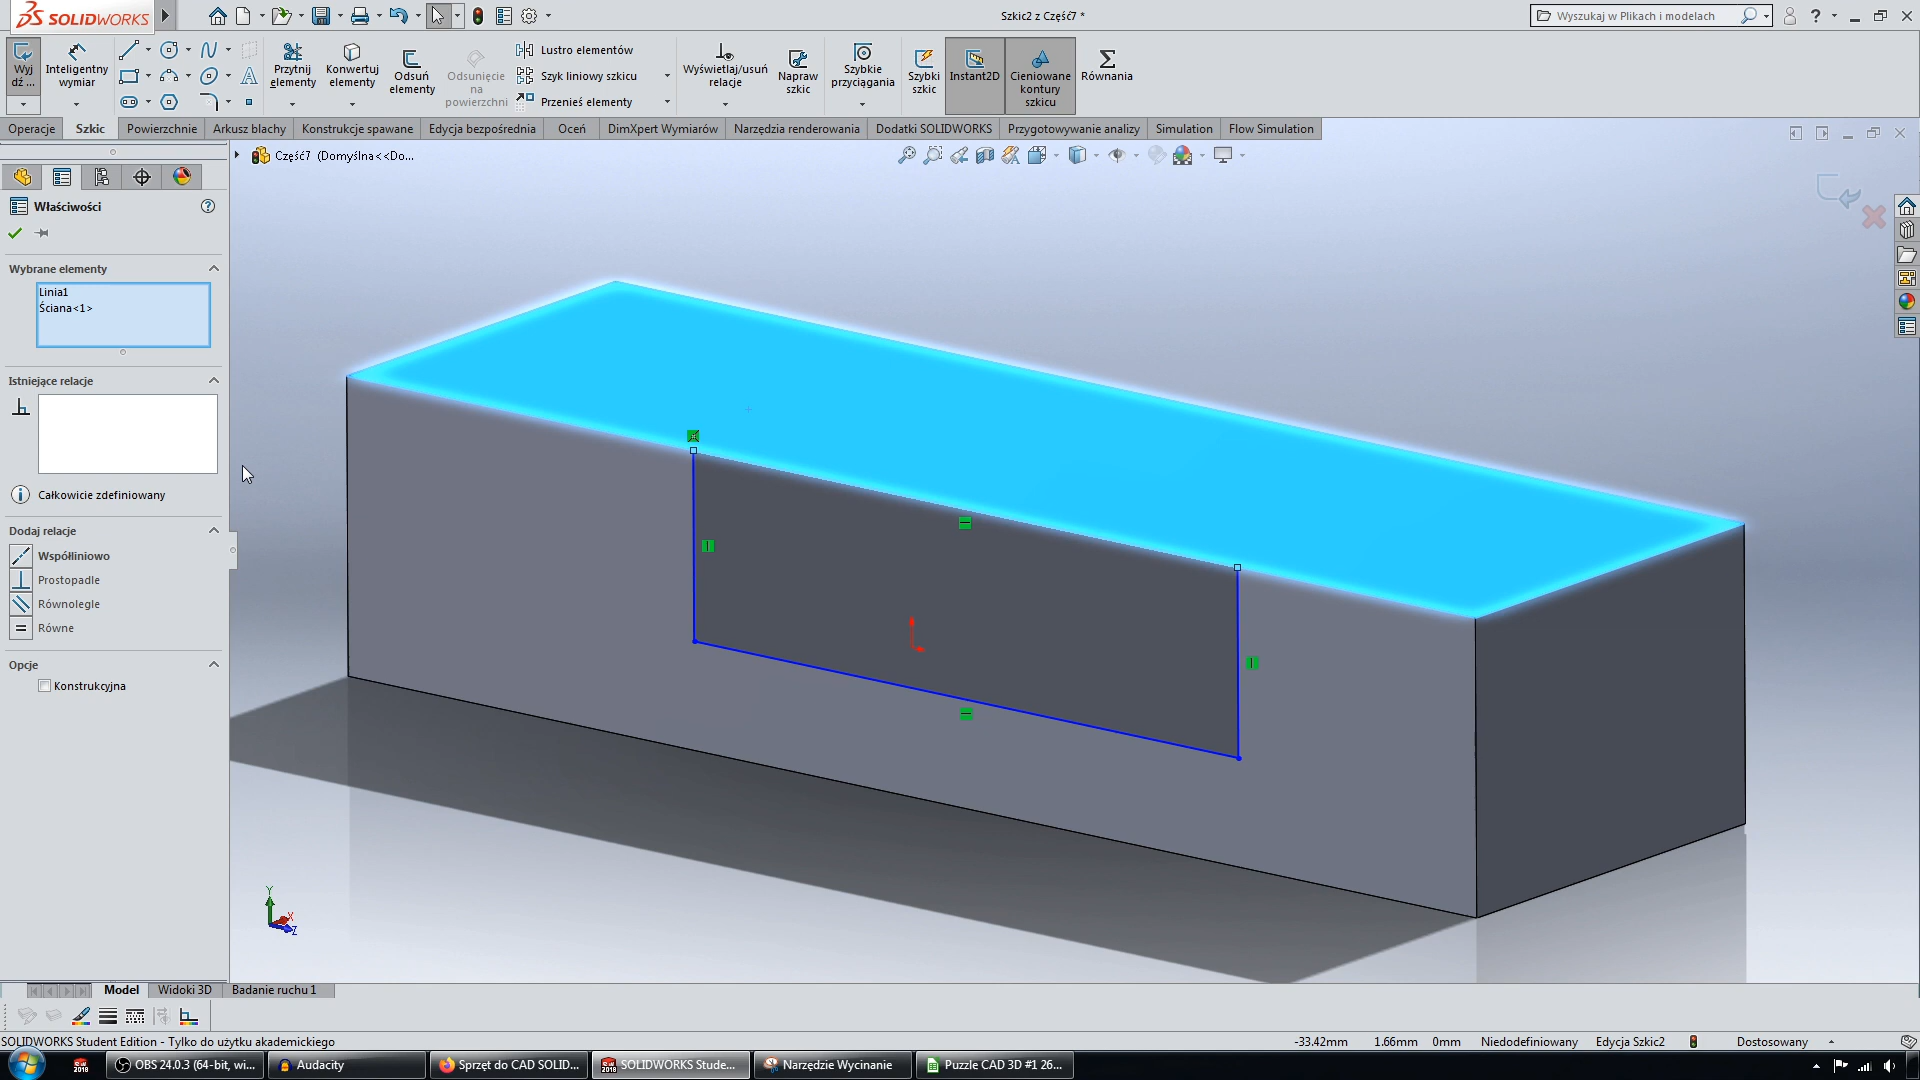 SOLIDWORKS
Szkic2 z Część7 *
Wyszukaj w Plikach i modelach
Wyj
dź ...
Inteligentny
wymiar
Przytnij
elementy
Konwertuj
elementy
Odsuń
elementy
Odsunięcie
na
powierzchni
Lustro elementów
Szyk liniowy szkicu
Przenieś elementy
Wyświetlaj/usuń
relacje
Napraw
szkic
Szybkie
przyciągania
Szybki
szkic
Instant2D
Cieniowane
kontury
szkicu
Równania
Operacje
Szkic
Powierzchnie
Arkusz blachy
Konstrukcje spawane
Edycja bezpośrednia
Oceń
DimXpert Wymiarów
Narzędzia renderowania
Dodatki SOLIDWORKS
Przygotowywanie analizy
Simulation
Flow Simulation
Część7 (Domyślna<<Do...
Właściwości
Wybrane elementy
Linia1
Ściana<1>
Istniejące relacje
Całkowicie zdefiniowany
Dodaj relacje
Współliniowo
Prostopadle
Równolegle
Równe
Opcje
Konstrukcyjna
Y
X
Z
Model
Widoki 3D
Badanie ruchu 1
SOLIDWORKS Student Edition - Tylko do użytku akademickiego
-33.42mm
1.66mm
0mm
Niedodefiniowany
Edycja Szkic2
Dostosowany
2018
OBS 24.0.3 (64-bit, wi...
Audacity
Sprzęt do CAD SOLID...
SOLIDWORKS Stude...
Narzędzie Wycinanie
Puzzle CAD 3D #1 26...